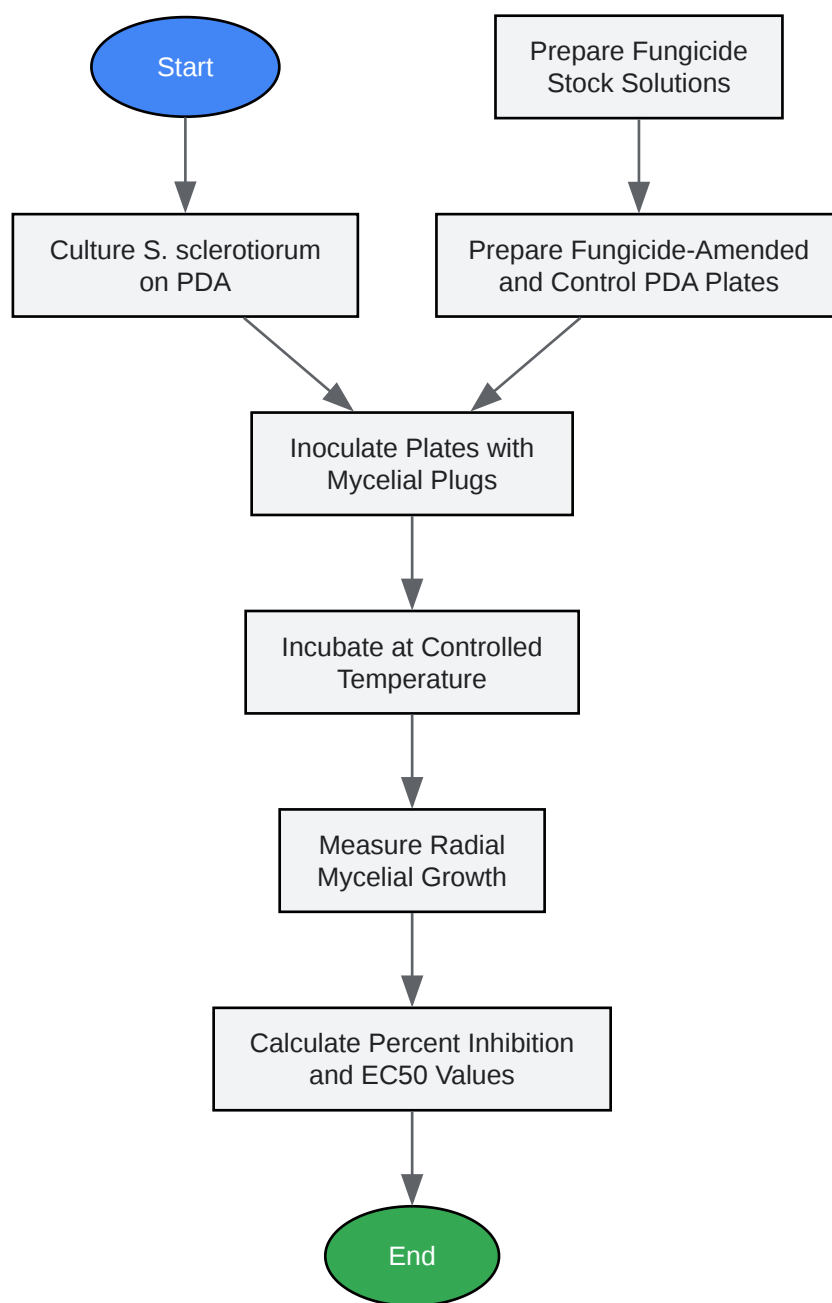 Start
Prepare Fungicide
Stock Solutions
Culture S. sclerotiorum
on PDA
Prepare Fungicide-Amended
and Control PDA Plates
Inoculate Plates with
Mycelial Plugs
Incubate at Controlled
Temperature
Measure Radial
Mycelial Growth
Calculate Percent Inhibition
and EC50 Values
End